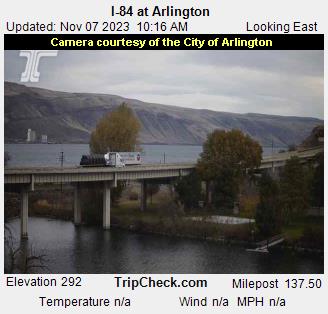 I-84 at Arlington
Updated: Nov 07 2023 10:16 AM Looking East
Camera courtesy of the City of Arlington
Elevation 292 TripCheck.com Milepost 137.50
Temperature n/a Wind n/a MPH n/a